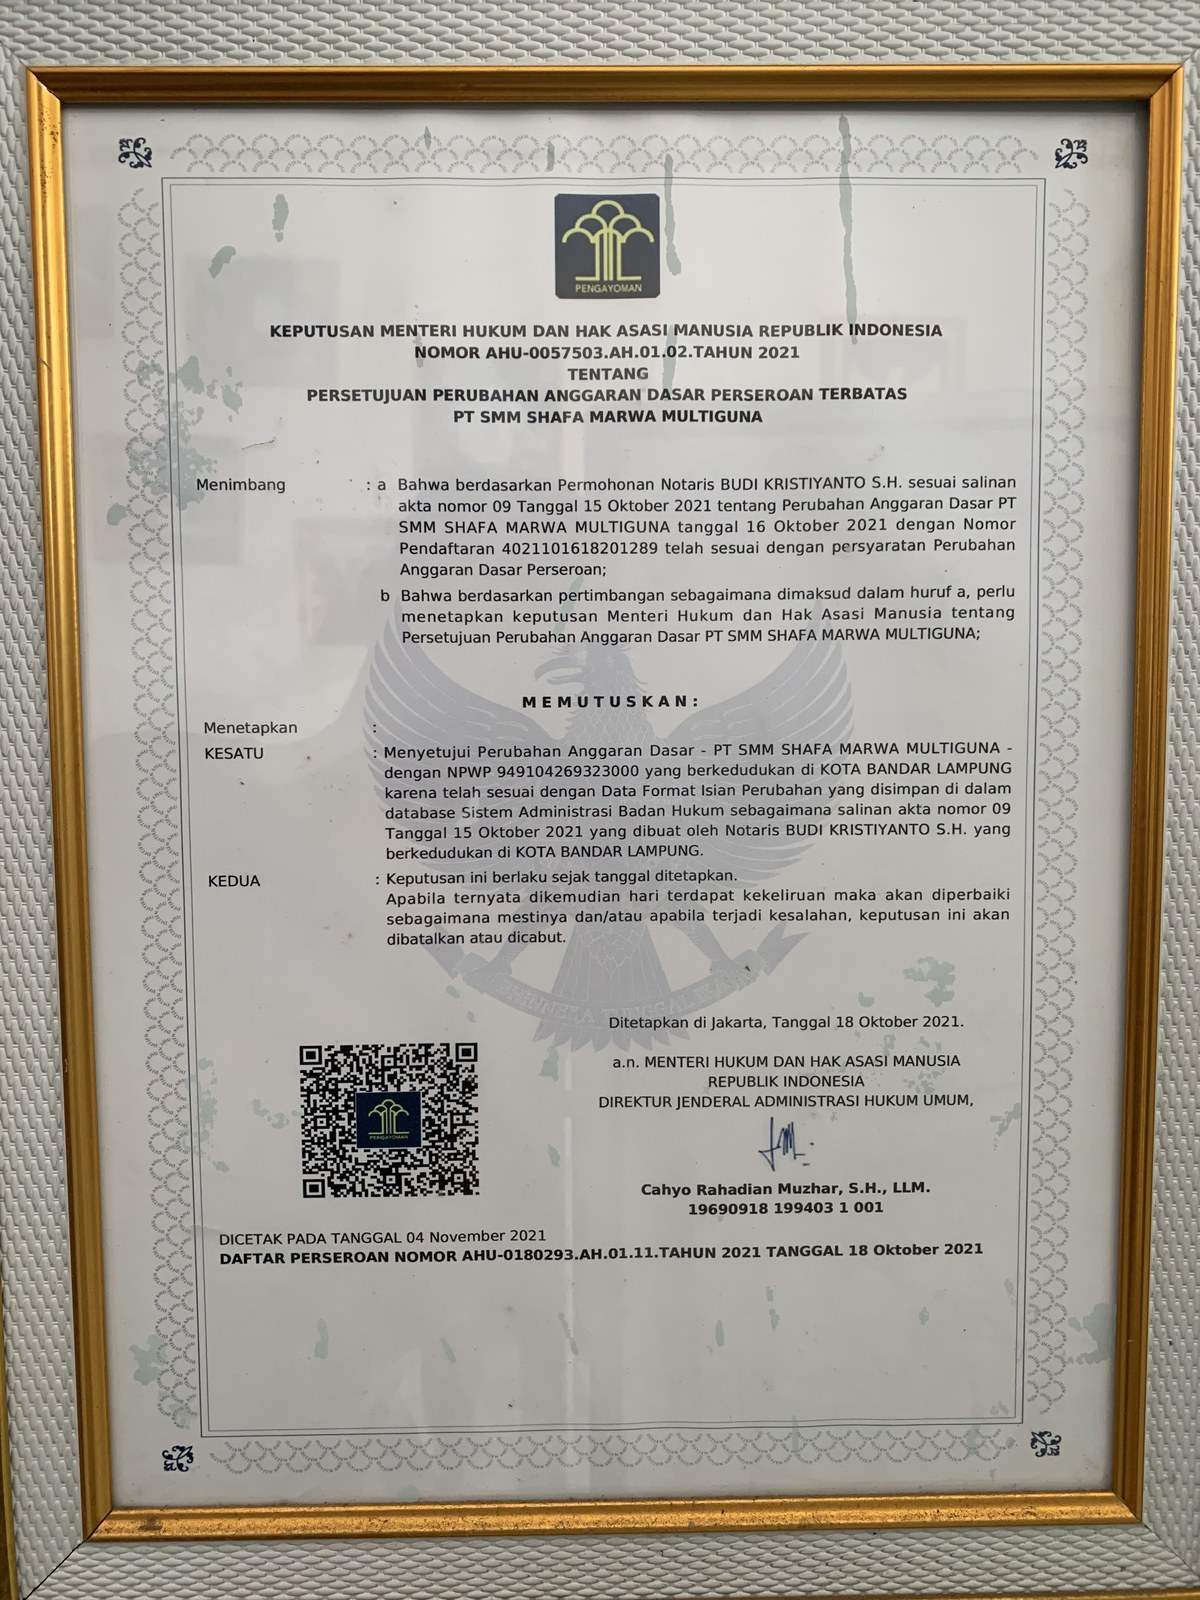 PENGAYOMAN
KEPUTUSAN MENTERI HUKUM DAN HAK ASASI MANUSIA REPUBLIK INDONESIA
NOMOR AHU-0057503.AH.01.02.TAHUN 2021
TENTANG
PERSETUJUAN PERUBAHAN ANGGARAN DASAR PERSEROAN TERBATAS
PT SMM SHAFA MARWA MULTIGUNA
Menimbang : a Bahwa berdasarkan Permohonan Notaris BUDI KRISTIYANTO S.H. sesuai salinan
akta nomor 09 Tanggal 15 Oktober 2021 tentang Perubahan Anggaran Dasar PT
SMM SHAFA MARWA MULTIGUNA tanggal 16 Oktober 2021 dengan Nomor
Pendaftaran 4021101618201289 telah sesuai dengan persyaratan Perubahan
Anggaran Dasar Perseroan;
b Bahwa berdasarkan pertimbangan sebagaimana dimaksud dalam huruf a, perlu
menetapkan keputusan Menteri Hukum dan Hak Asasi Manusia tentang
Persetujuan Perubahan Anggaran Dasar PT SMM SHAFA MARWA MULTIGUNA;
M E M U T U S K A N :
Menetapkan :
KESATU : Menyetujui Perubahan Anggaran Dasar - PT SMM SHAFA MARWA MULTIGUNA -
dengan NPWP 949104269323000 yang berkedudukan di KOTA BANDAR LAMPUNG
karena telah sesuai dengan Data Format Isian Perubahan yang disimpan di dalam
database Sistem Administrasi Badan Hukum sebagaimana salinan akta nomor 09
Tanggal 15 Oktober 2021 yang dibuat oleh Notaris BUDI KRISTIYANTO S.H. yang
berkedudukan di KOTA BANDAR LAMPUNG.
KEDUA : Keputusan ini berlaku sejak tanggal ditetapkan.
Apabila ternyata dikemudian hari terdapat kekeliruan maka akan diperbaiki
sebagaimana mestinya dan/atau apabila terjadi kesalahan, keputusan ini akan
dibatalkan atau dicabut.
Ditetapkan di Jakarta, Tanggal 18 Oktober 2021.
a.n. MENTERI HUKUM DAN HAK ASASI MANUSIA
REPUBLIK INDONESIA
DIREKTUR JENDERAL ADMINISTRASI HUKUM UMUM,
PENGAYOMAN
Cahyo Rahadian Muzhar, S.H., LLM.
19690918 199403 1 001
DICETAK PADA TANGGAL 04 November 2021
DAFTAR PERSEROAN NOMOR AHU-0180293.AH.01.11.TAHUN 2021 TANGGAL 18 Oktober 2021